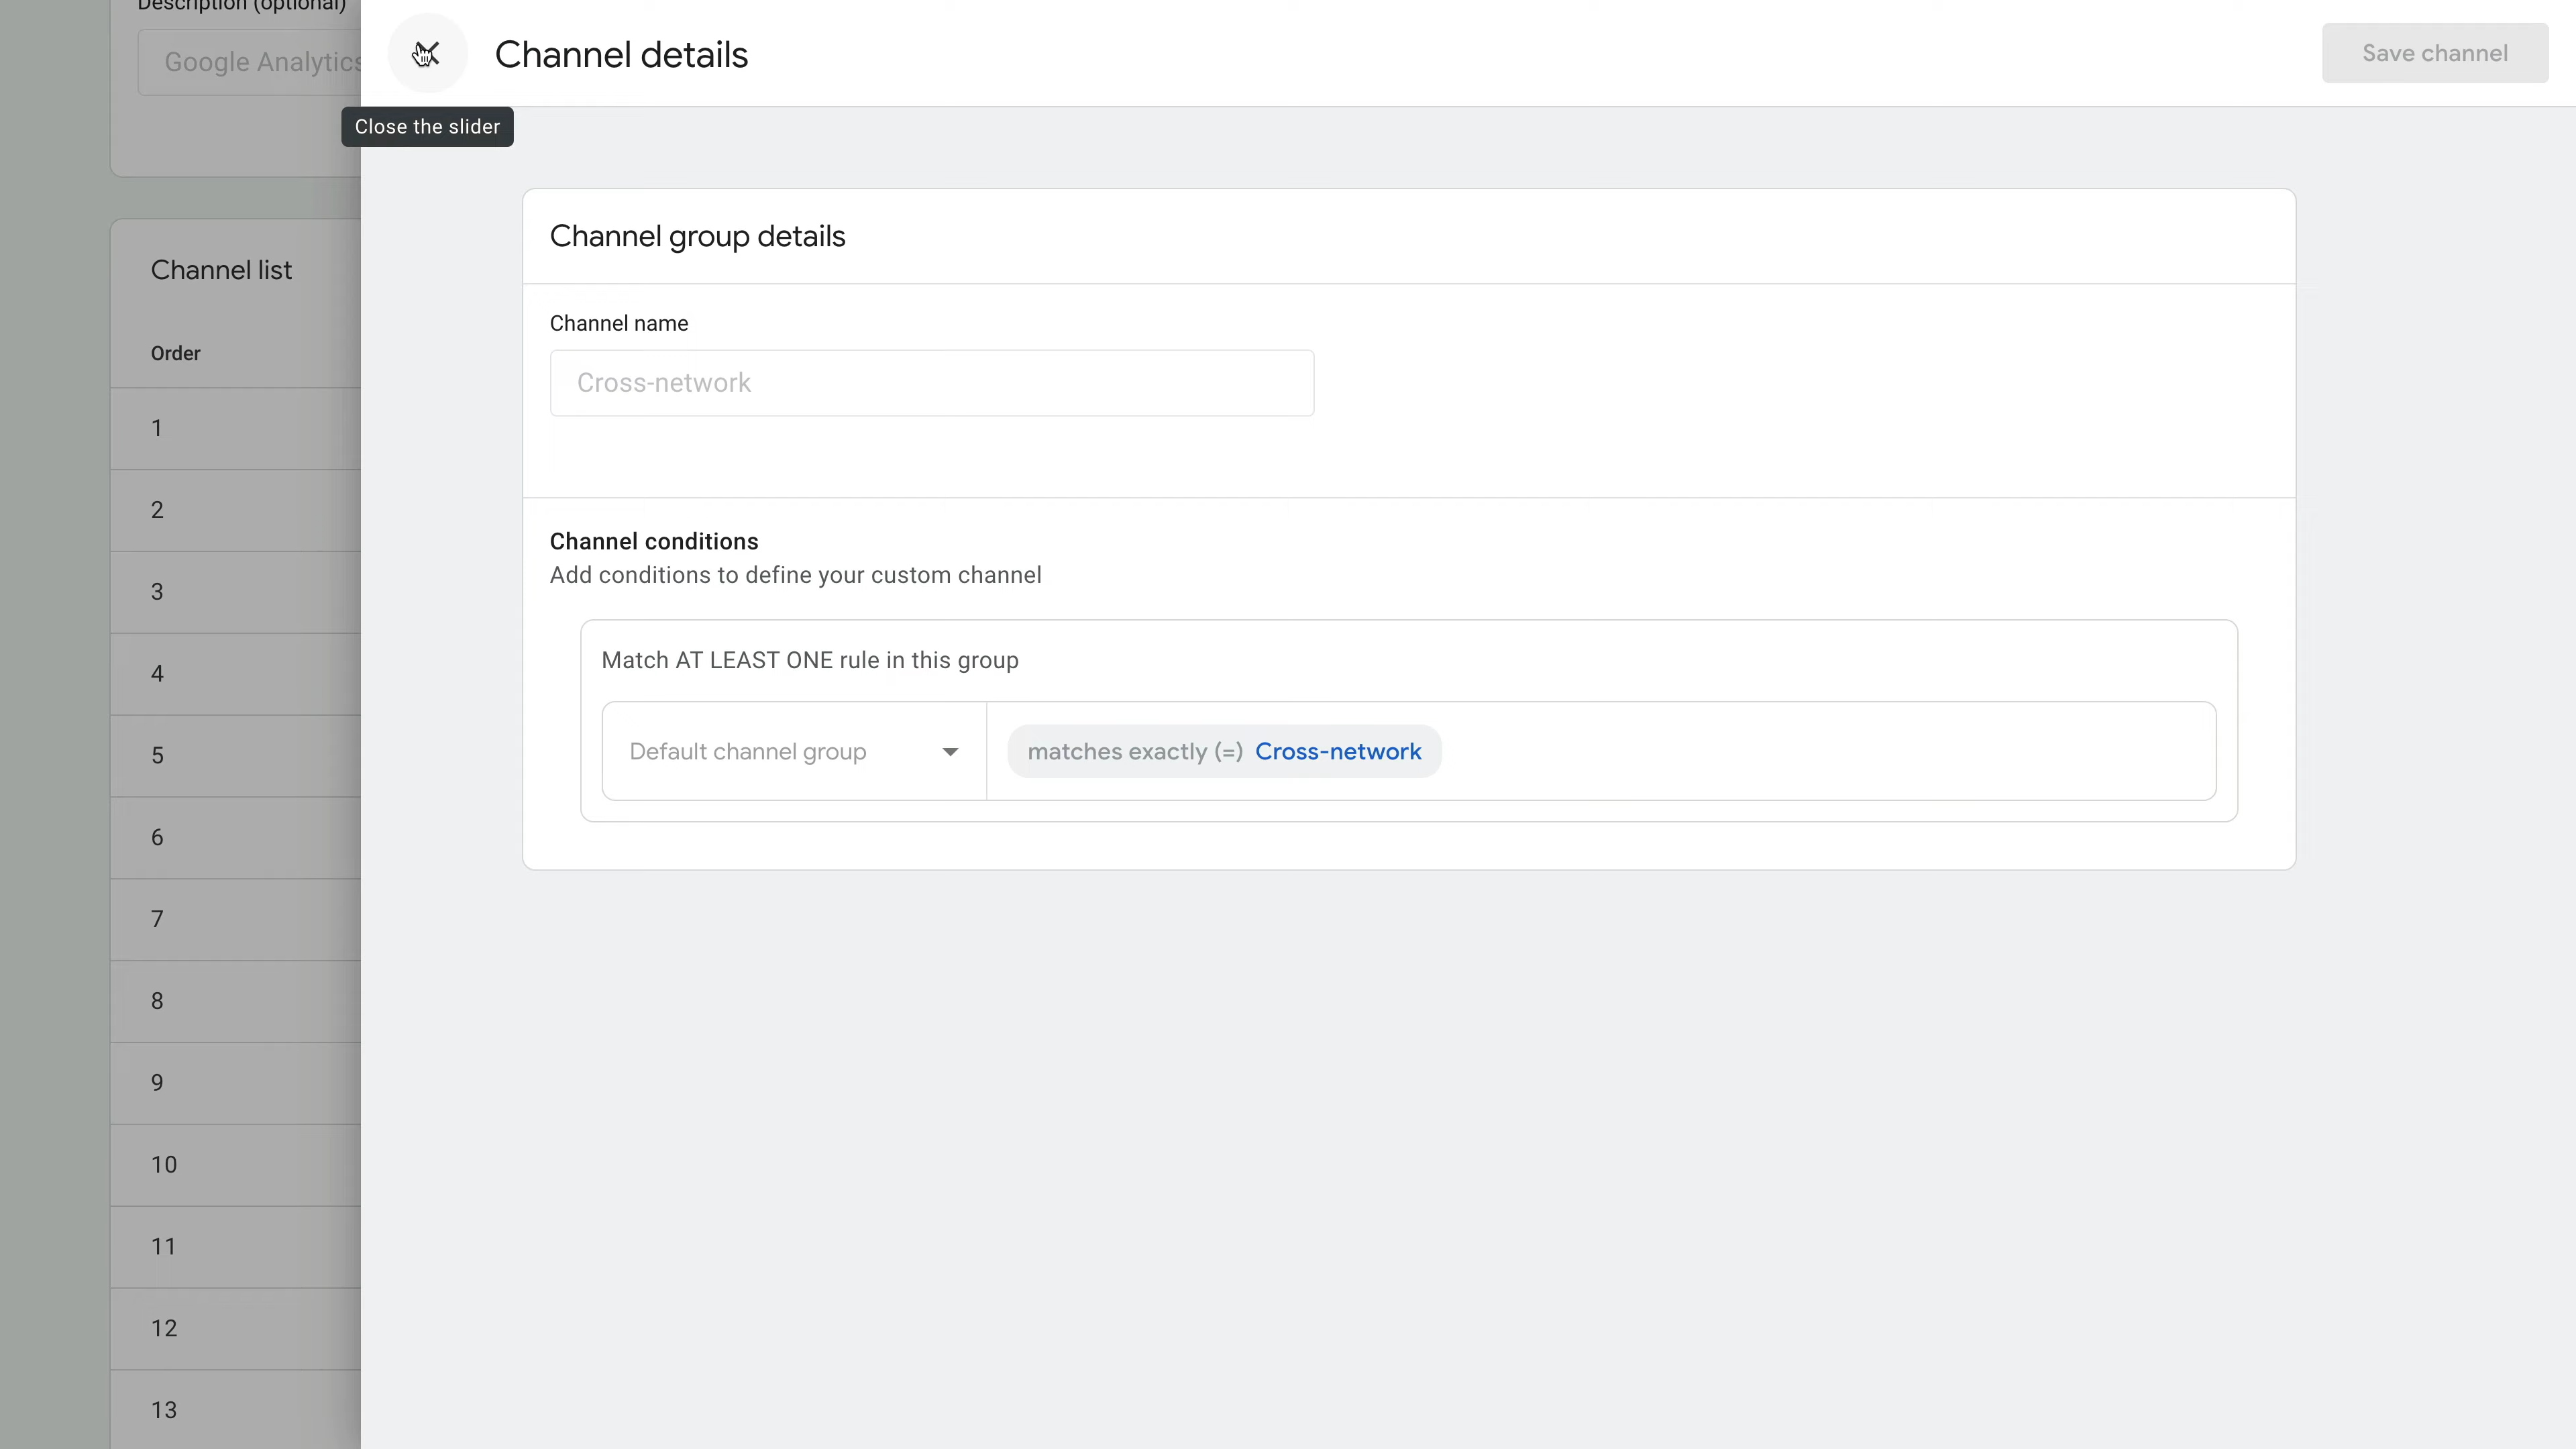 Description (optional)
Google Analytics
Channel list
Order
1
2
3
4
5
6
7
8
9
10
11
12
13
Channel details
Save channel
Close the slider
Channel group details
Channel name
Cross-network
Channel conditions
Add conditions to define your custom channel
Match AT LEAST ONE rule in this group
Default channel group
matches exactly (=) Cross-network